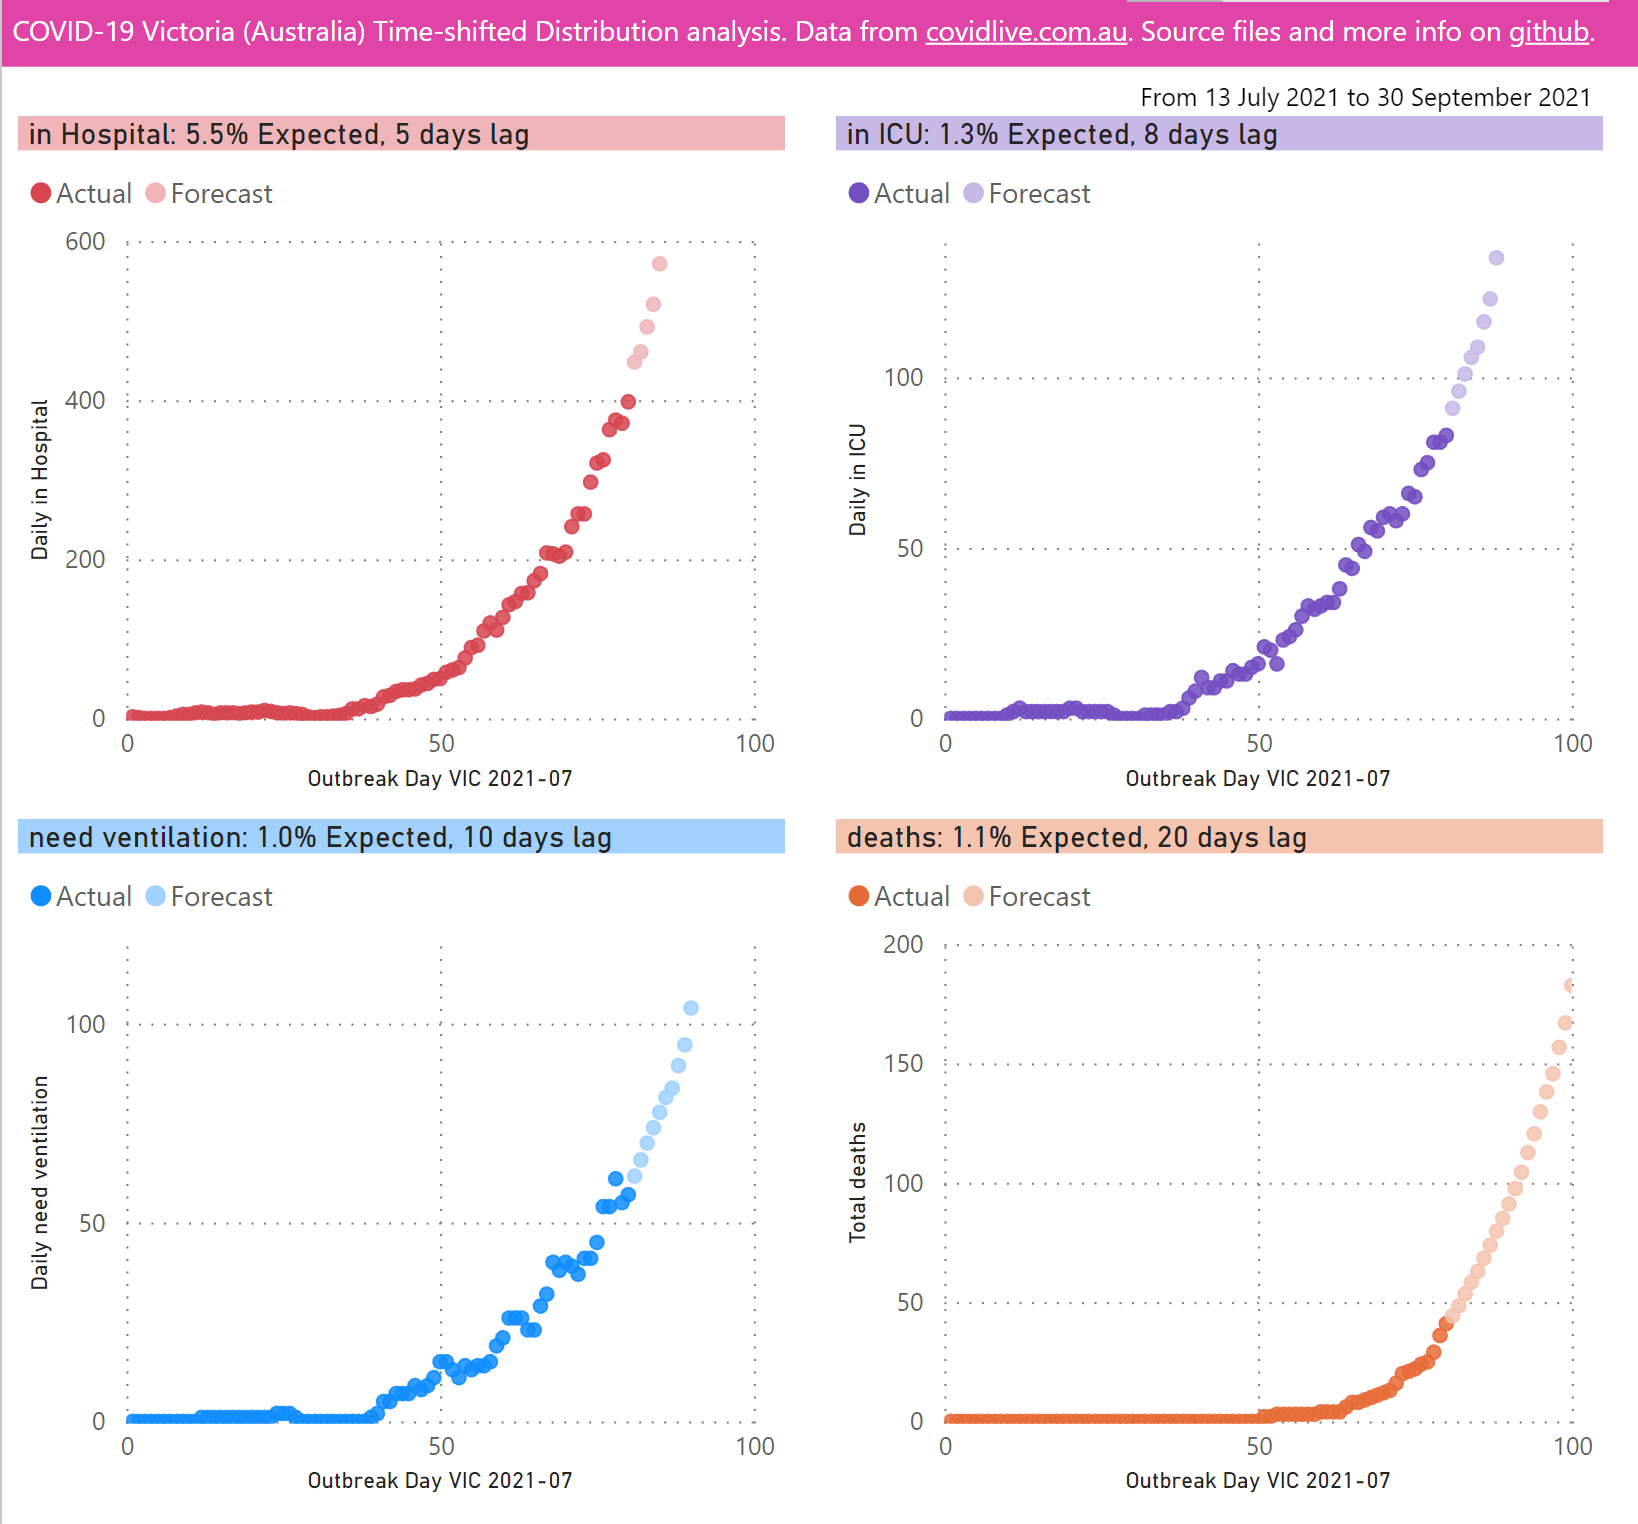 COVID-19 Victoria (Australia) Time-shifted Distribution analysis. Data from covidlive.com.au. Source files and more info on github.
From 13 July 2021 to 30 September 2021
in Hospital: 5.5% Expected, 5 days lag
Actual Forecast
600
400
200
0
0 50 100
Daily in Hospital
Outbreak Day VIC 2021-07
in ICU: 1.3% Expected, 8 days lag
Actual Forecast
100
50
0
0 50 100
Daily in ICU
Outbreak Day VIC 2021-07
need ventilation: 1.0% Expected, 10 days lag
Actual Forecast
100
50
0
0 50 100
Daily need ventilation
Outbreak Day VIC 2021-07
deaths: 1.1% Expected, 20 days lag
Actual Forecast
200
150
100
50
0
0 50 100
Total deaths
Outbreak Day VIC 2021-07